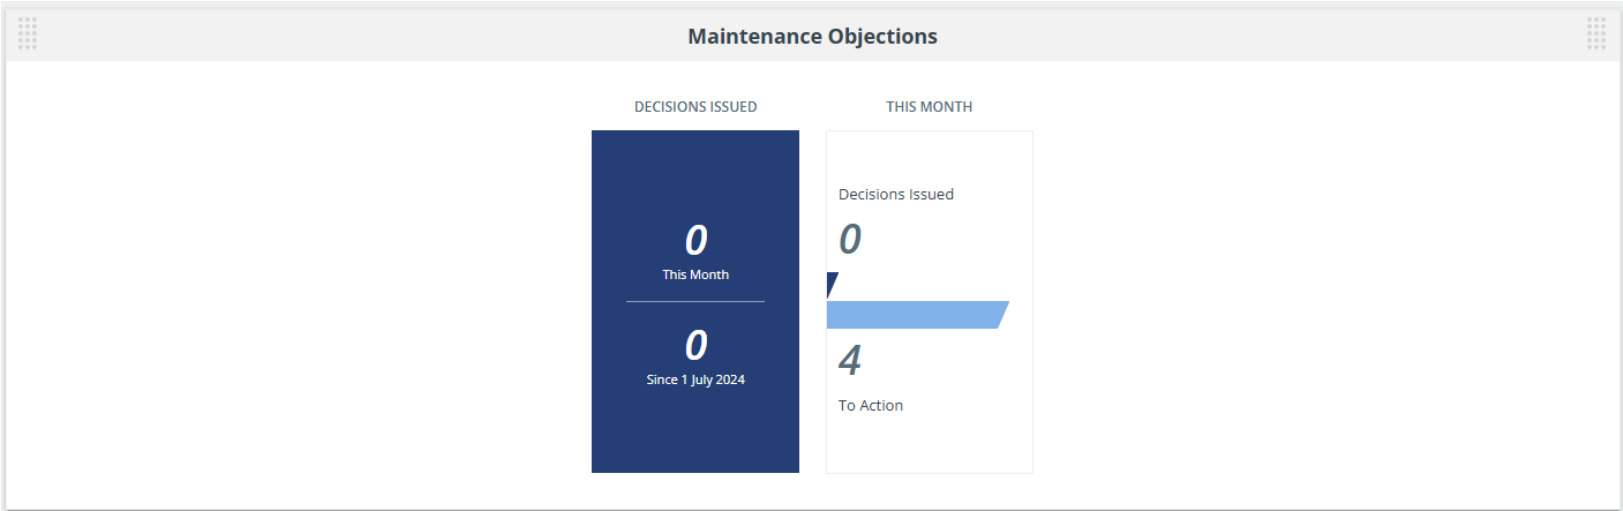 Maintenance Objections
DECISIONS ISSUED
0
This Month
0
Since 1 July 2024
THIS MONTH
Decisions Issued
0
4
To Action